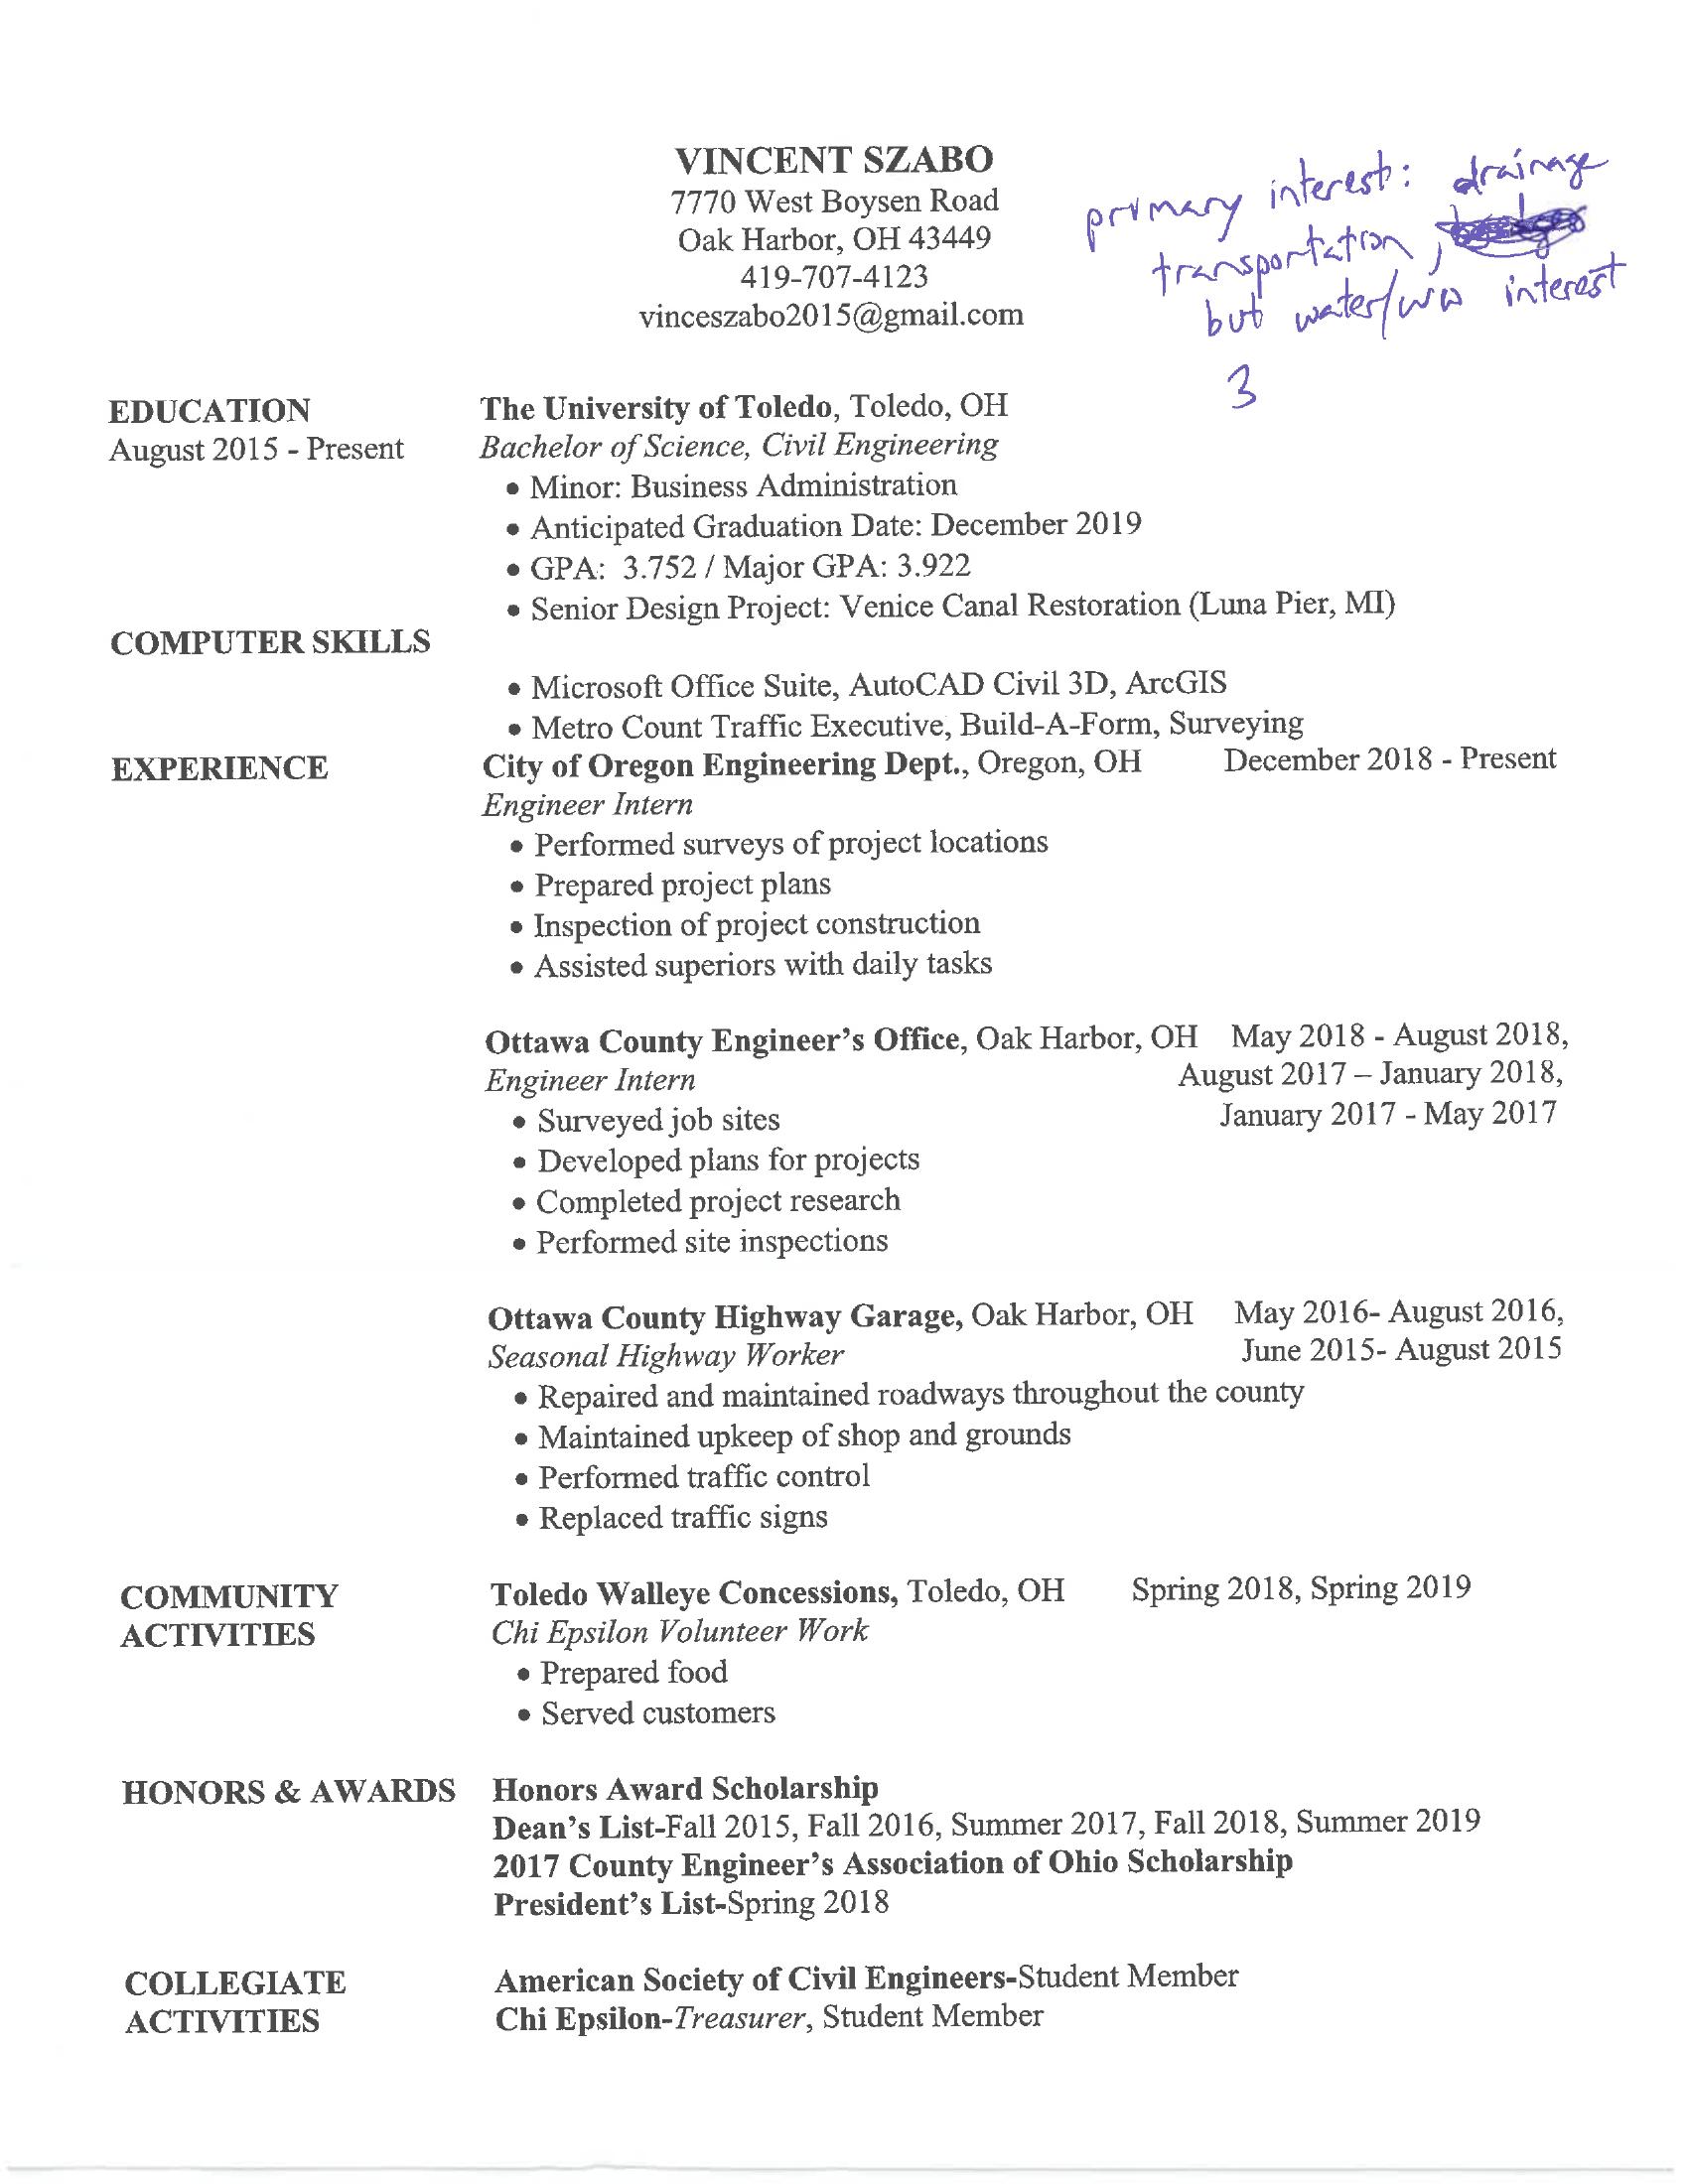 VINCENT SZABO
7770 West Boysen Road
Oak Harbor, OH 43449
419-707-4123
vinceszabo2015@gmail.com
primary interest: drainage
transportation,
but water/ww interest
3
EDUCATION
August 2015 - Present
The University of Toledo, Toledo, OH
Bachelor of Science, Civil Engineering
• Minor: Business Administration
• Anticipated Graduation Date: December 2019
• GPA: 3.752 / Major GPA: 3.922
• Senior Design Project: Venice Canal Restoration (Luna Pier, MI)
COMPUTER SKILLS
• Microsoft Office Suite, AutoCAD Civil 3D, ArcGIS
• Metro Count Traffic Executive, Build-A-Form, Surveying
EXPERIENCE
City of Oregon Engineering Dept., Oregon, OH December 2018 - Present
Engineer Intern
• Performed surveys of project locations
• Prepared project plans
• Inspection of project construction
• Assisted superiors with daily tasks
Ottawa County Engineer's Office, Oak Harbor, OH May 2018 - August 2018,
Engineer Intern August 2017 – January 2018,
• Surveyed job sites January 2017 - May 2017
• Developed plans for projects
• Completed project research
• Performed site inspections
Ottawa County Highway Garage, Oak Harbor, OH May 2016- August 2016,
Seasonal Highway Worker June 2015- August 2015
• Repaired and maintained roadways throughout the county
• Maintained upkeep of shop and grounds
• Performed traffic control
• Replaced traffic signs
COMMUNITY
ACTIVITIES
Toledo Walleye Concessions, Toledo, OH Spring 2018, Spring 2019
Chi Epsilon Volunteer Work
• Prepared food
• Served customers
HONORS & AWARDS
Honors Award Scholarship
Dean's List-Fall 2015, Fall 2016, Summer 2017, Fall 2018, Summer 2019
2017 County Engineer's Association of Ohio Scholarship
President's List-Spring 2018
COLLEGIATE
ACTIVITIES
American Society of Civil Engineers-Student Member
Chi Epsilon-Treasurer, Student Member